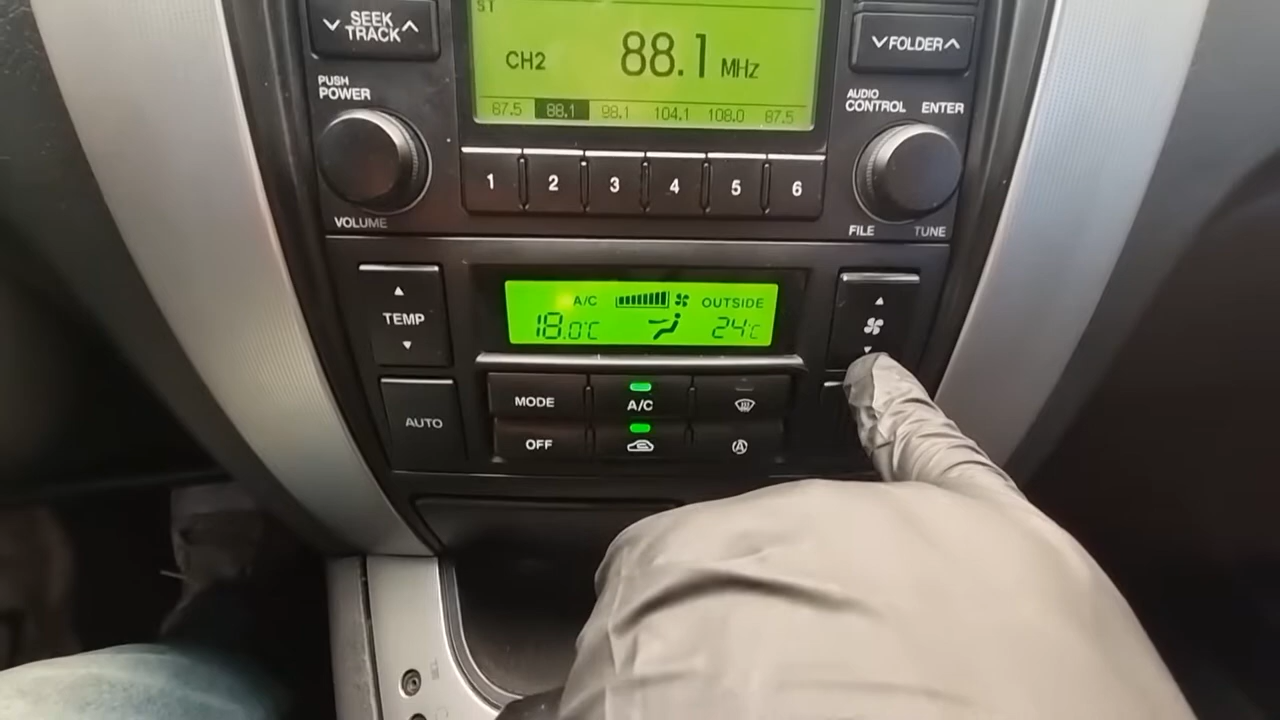 ST
SEEK
TRACK
CH2 88.1 MHz
FOLDER
PUSH
POWER
87.5 88.1 98.1 104.1 108.0 87.5
AUDIO
CONTROL ENTER
1 2 3 4 5 6
VOLUME
FILE TUNE
A/C OUTSIDE
18.0°C 24°C
TEMP
MODE A/C
AUTO
OFF
A